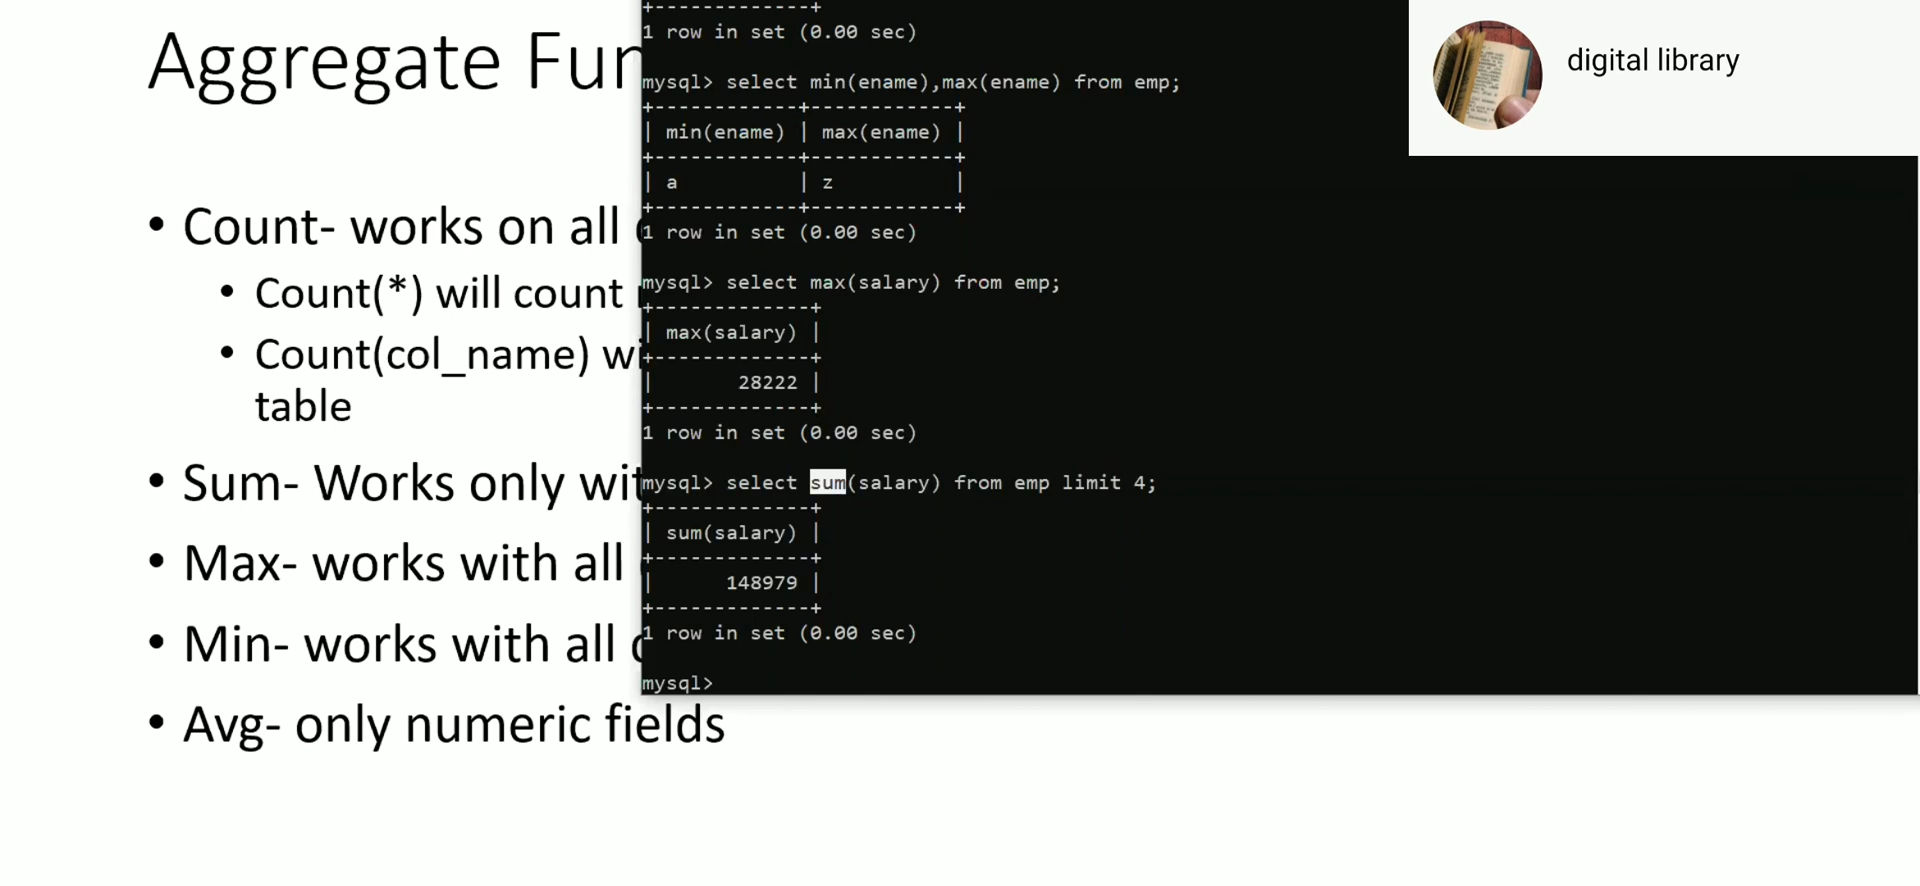 Aggregate Fun
• Count- works on all
• Count(*) will count
• Count(col_name) wi
table
• Sum- Works only wit
• Max- works with all
• Min- works with all
• Avg- only numeric fields
+-------------+
1 row in set (0.00 sec)
mysql> select min(ename),max(ename) from emp;
+------------+------------+
| min(ename) | max(ename) |
+------------+------------+
| a          | z          |
+------------+------------+
1 row in set (0.00 sec)
mysql> select max(salary) from emp;
+-------------+
| max(salary) |
+-------------+
|       28222 |
+-------------+
1 row in set (0.00 sec)
mysql> select sum(salary) from emp limit 4;
+-------------+
| sum(salary) |
+-------------+
|      148979 |
+-------------+
1 row in set (0.00 sec)
mysql>
digital library